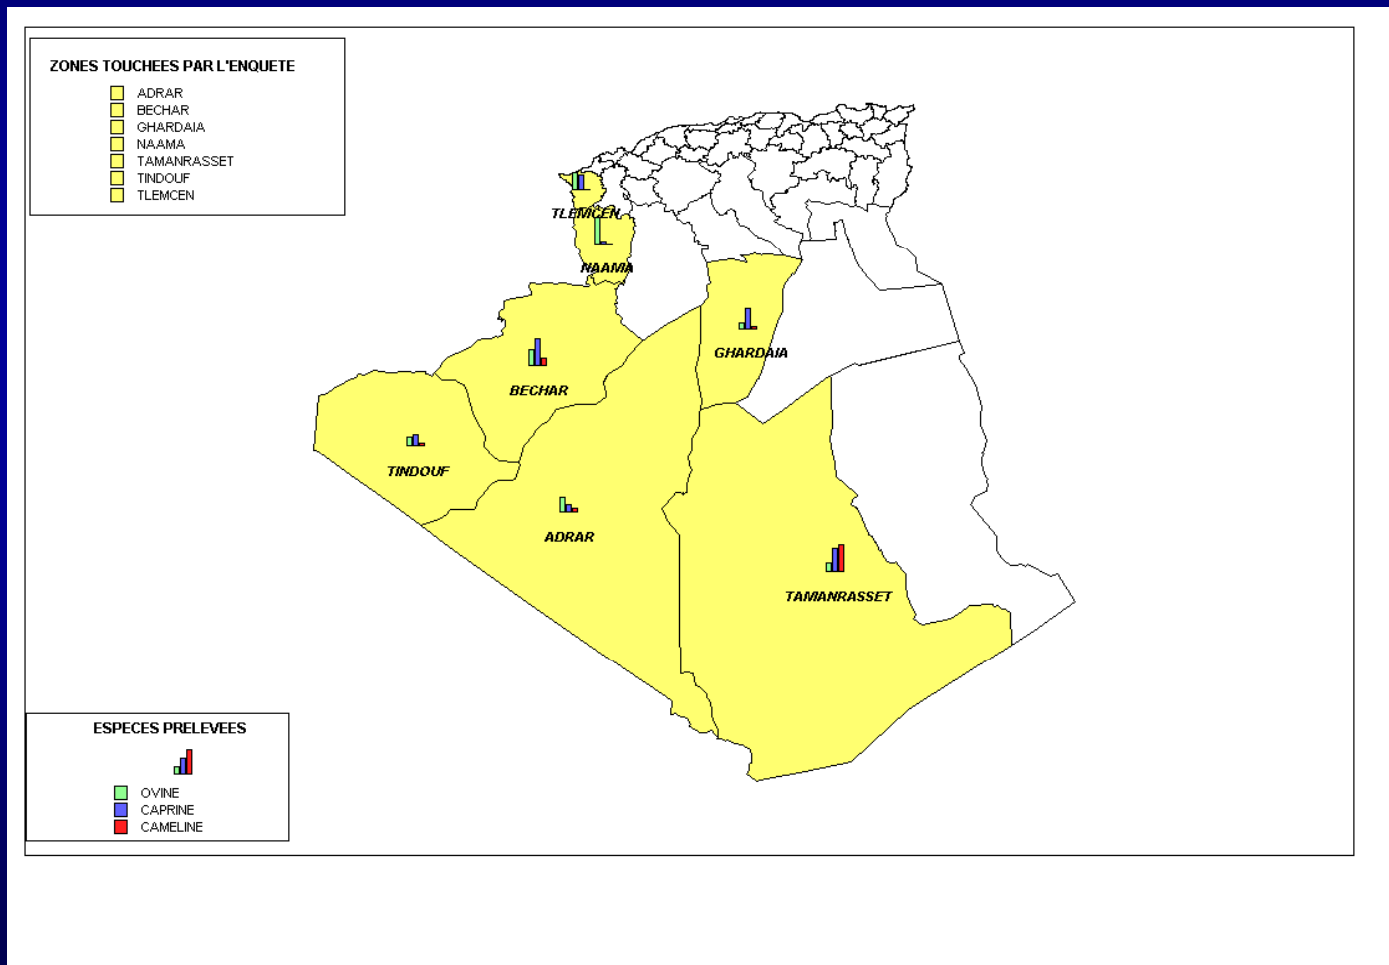 ZONES TOUCHEES PAR L'ENQUETE
ADRAR
BECHAR
GHARDAIA
NAAMA
TAMANRASSET
TINDOUF
TLEMCEN
TLEMCEN
NAAMA
GHARDAIA
BECHAR
TINDOUF
ADRAR
TAMANRASSET
ESPECES PRELEVEES
OVINE
CAPRINE
CAMELINE